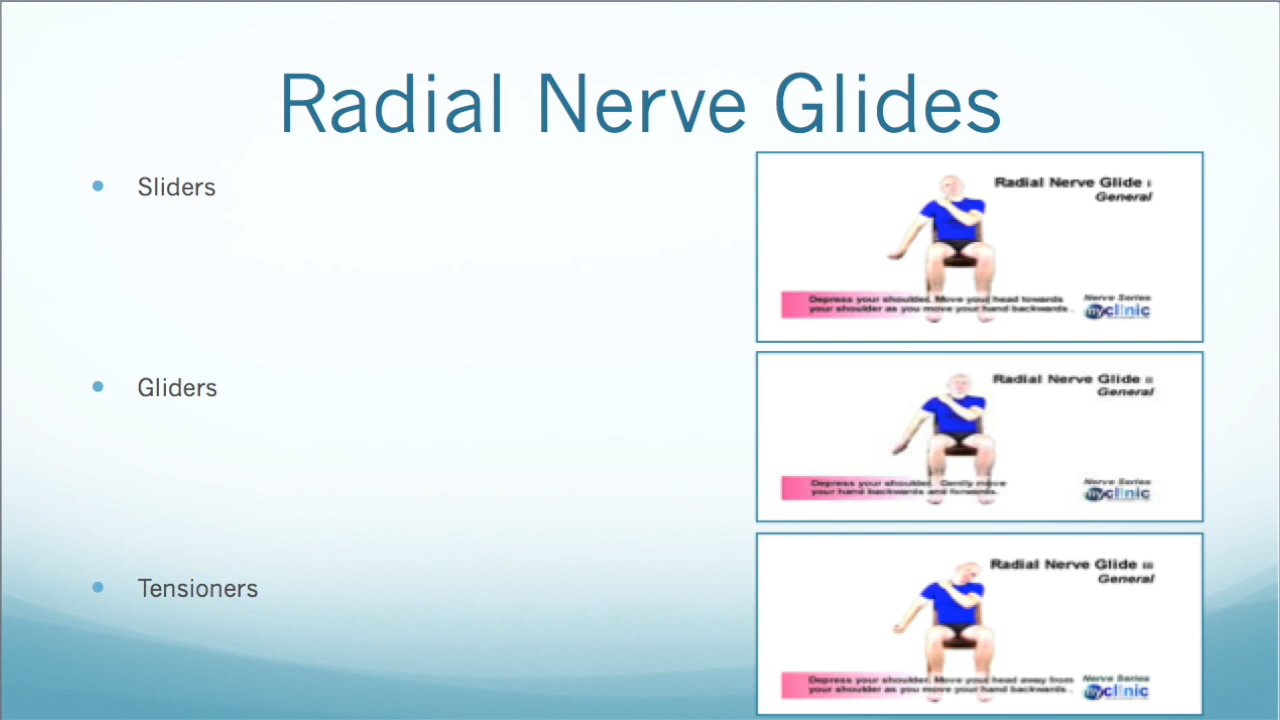 Radial Nerve Glides
Sliders
Radial Nerve Glide i
General
Depress your shoulder. Move your head towards
your shoulder as you move your hand backwards .
Nerve Series
myclinic
Gliders
Radial Nerve Glide ii
General
Depress your shoulder. Gently move
your hand backwards and forwards.
Nerve Series
myclinic
Tensioners
Radial Nerve Glide iii
General
Depress your shoulder. Move your head away from
your shoulder as you move your hand backwards .
Nerve Series
myclinic